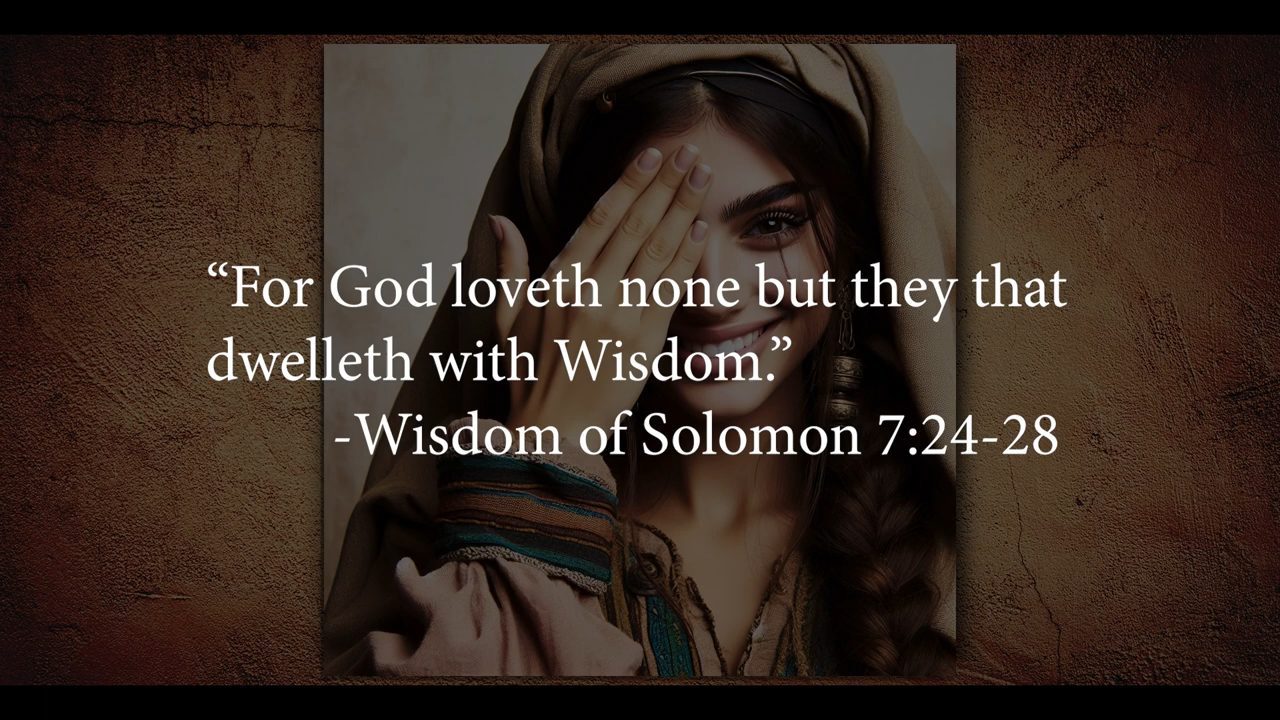 “For God loveth none but they that
dwelleth with Wisdom.”
-Wisdom of Solomon 7:24-28